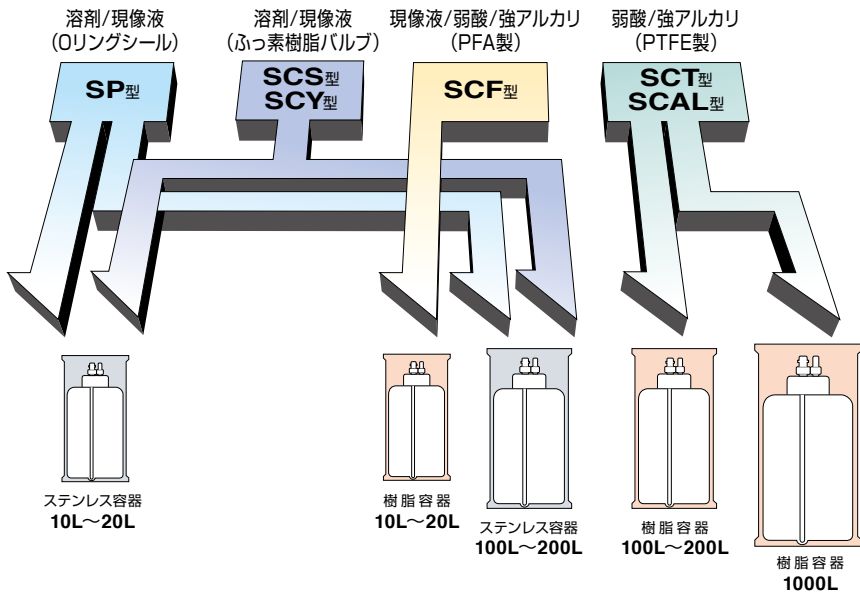 溶剤/現像液
（Oリングシール）
溶剤/現像液
（ふっ素樹脂バルブ）
現像液/弱酸/強アルカリ
（PFA製）
弱酸/強アルカリ
（PTFE製）
SP型
SCS型
SCY型
SCF型
SCT型
SCAL型
ステンレス容器
10L〜20L
樹脂容器
10L〜20L
ステンレス容器
100L〜200L
樹脂容器
100L〜200L
樹脂容器
1000L